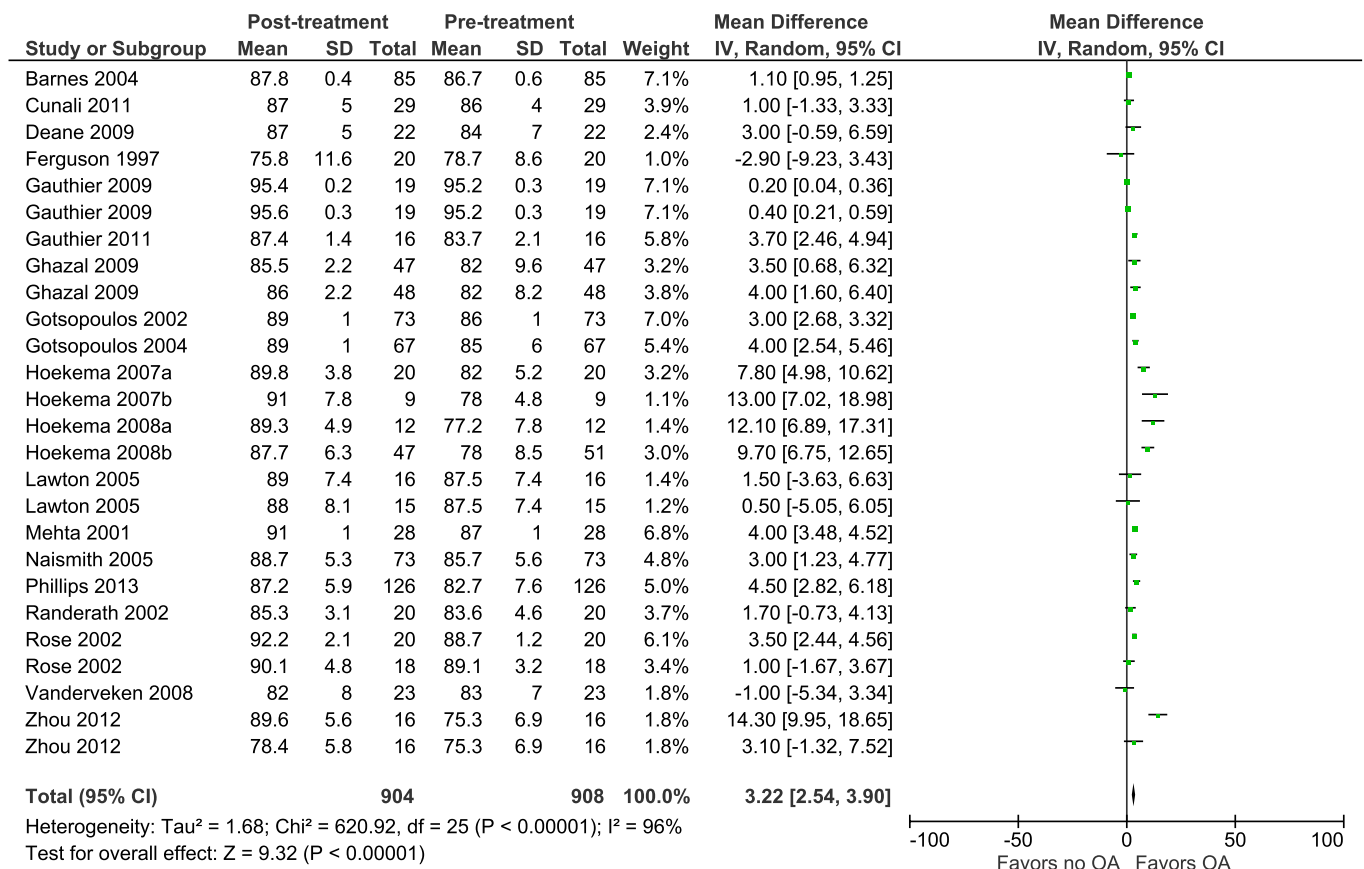 Post-treatment Pre-treatment Mean Difference Mean Difference
Study or Subgroup Mean SD Total Mean SD Total Weight IV, Random, 95% CI IV, Random, 95% CI
Barnes 2004 87.8 0.4 85 86.7 0.6 85 7.1% 1.10 [0.95, 1.25]
Cunali 2011 87 5 29 86 4 29 3.9% 1.00 [-1.33, 3.33]
Deane 2009 87 5 22 84 7 22 2.4% 3.00 [-0.59, 6.59]
Ferguson 1997 75.8 11.6 20 78.7 8.6 20 1.0% -2.90 [-9.23, 3.43]
Gauthier 2009 95.4 0.2 19 95.2 0.3 19 7.1% 0.20 [0.04, 0.36]
Gauthier 2009 95.6 0.3 19 95.2 0.3 19 7.1% 0.40 [0.21, 0.59]
Gauthier 2011 87.4 1.4 16 83.7 2.1 16 5.8% 3.70 [2.46, 4.94]
Ghazal 2009 85.5 2.2 47 82 9.6 47 3.2% 3.50 [0.68, 6.32]
Ghazal 2009 86 2.2 48 82 8.2 48 3.8% 4.00 [1.60, 6.40]
Gotsopoulos 2002 89 1 73 86 1 73 7.0% 3.00 [2.68, 3.32]
Gotsopoulos 2004 89 1 67 85 6 67 5.4% 4.00 [2.54, 5.46]
Hoekema 2007a 89.8 3.8 20 82 5.2 20 3.2% 7.80 [4.98, 10.62]
Hoekema 2007b 91 7.8 9 78 4.8 9 1.1% 13.00 [7.02, 18.98]
Hoekema 2008a 89.3 4.9 12 77.2 7.8 12 1.4% 12.10 [6.89, 17.31]
Hoekema 2008b 87.7 6.3 47 78 8.5 51 3.0% 9.70 [6.75, 12.65]
Lawton 2005 89 7.4 16 87.5 7.4 16 1.4% 1.50 [-3.63, 6.63]
Lawton 2005 88 8.1 15 87.5 7.4 15 1.2% 0.50 [-5.05, 6.05]
Mehta 2001 91 1 28 87 1 28 6.8% 4.00 [3.48, 4.52]
Naismith 2005 88.7 5.3 73 85.7 5.6 73 4.8% 3.00 [1.23, 4.77]
Phillips 2013 87.2 5.9 126 82.7 7.6 126 5.0% 4.50 [2.82, 6.18]
Randerath 2002 85.3 3.1 20 83.6 4.6 20 3.7% 1.70 [-0.73, 4.13]
Rose 2002 92.2 2.1 20 88.7 1.2 20 6.1% 3.50 [2.44, 4.56]
Rose 2002 90.1 4.8 18 89.1 3.2 18 3.4% 1.00 [-1.67, 3.67]
Vanderveken 2008 82 8 23 83 7 23 1.8% -1.00 [-5.34, 3.34]
Zhou 2012 89.6 5.6 16 75.3 6.9 16 1.8% 14.30 [9.95, 18.65]
Zhou 2012 78.4 5.8 16 75.3 6.9 16 1.8% 3.10 [-1.32, 7.52]
Total (95% CI) 904 908 100.0% 3.22 [2.54, 3.90]
Heterogeneity: Tau² = 1.68; Chi² = 620.92, df = 25 (P < 0.00001); I² = 96%
Test for overall effect: Z = 9.32 (P < 0.00001)
-100 -50 0 50 100
Favors no OA Favors OA